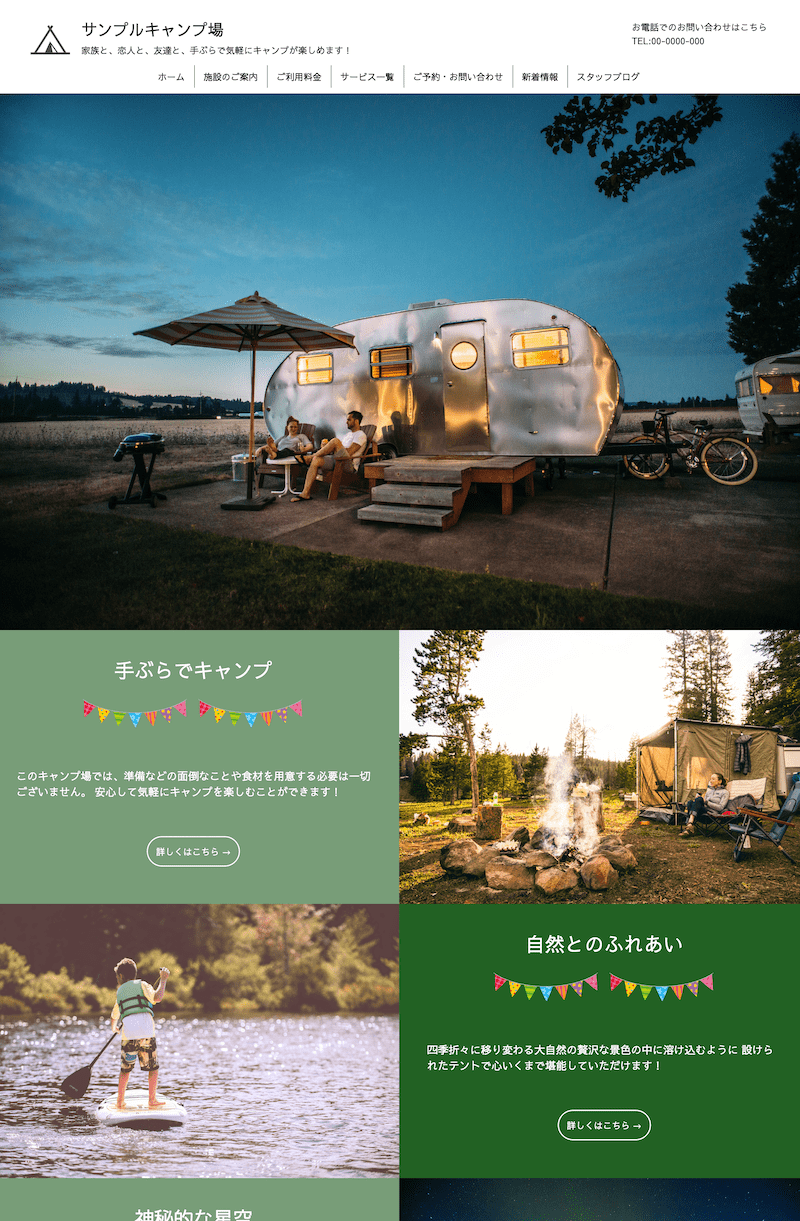 サンプルキャンプ場
家族と、恋人と、友達と、手ぶらで気軽にキャンプが楽しめます！
お電話でのお問い合わせはこちら
TEL:00-0000-000
ホーム
施設のご案内
ご利用料金
サービス一覧
ご予約・お問い合わせ
新着情報
スタッフブログ
手ぶらでキャンプ
このキャンプ場では、準備などの面倒なことや食材を用意する必要は一切
ございません。 安心して気軽にキャンプを楽しむことができます！
詳しくはこちら →
自然とのふれあい
四季折々に移り変わる大自然の贅沢な景色の中に溶け込むように 設けら
れたテントで心いくまで堪能していただけます！
詳しくはこちら →
神秘的な星空